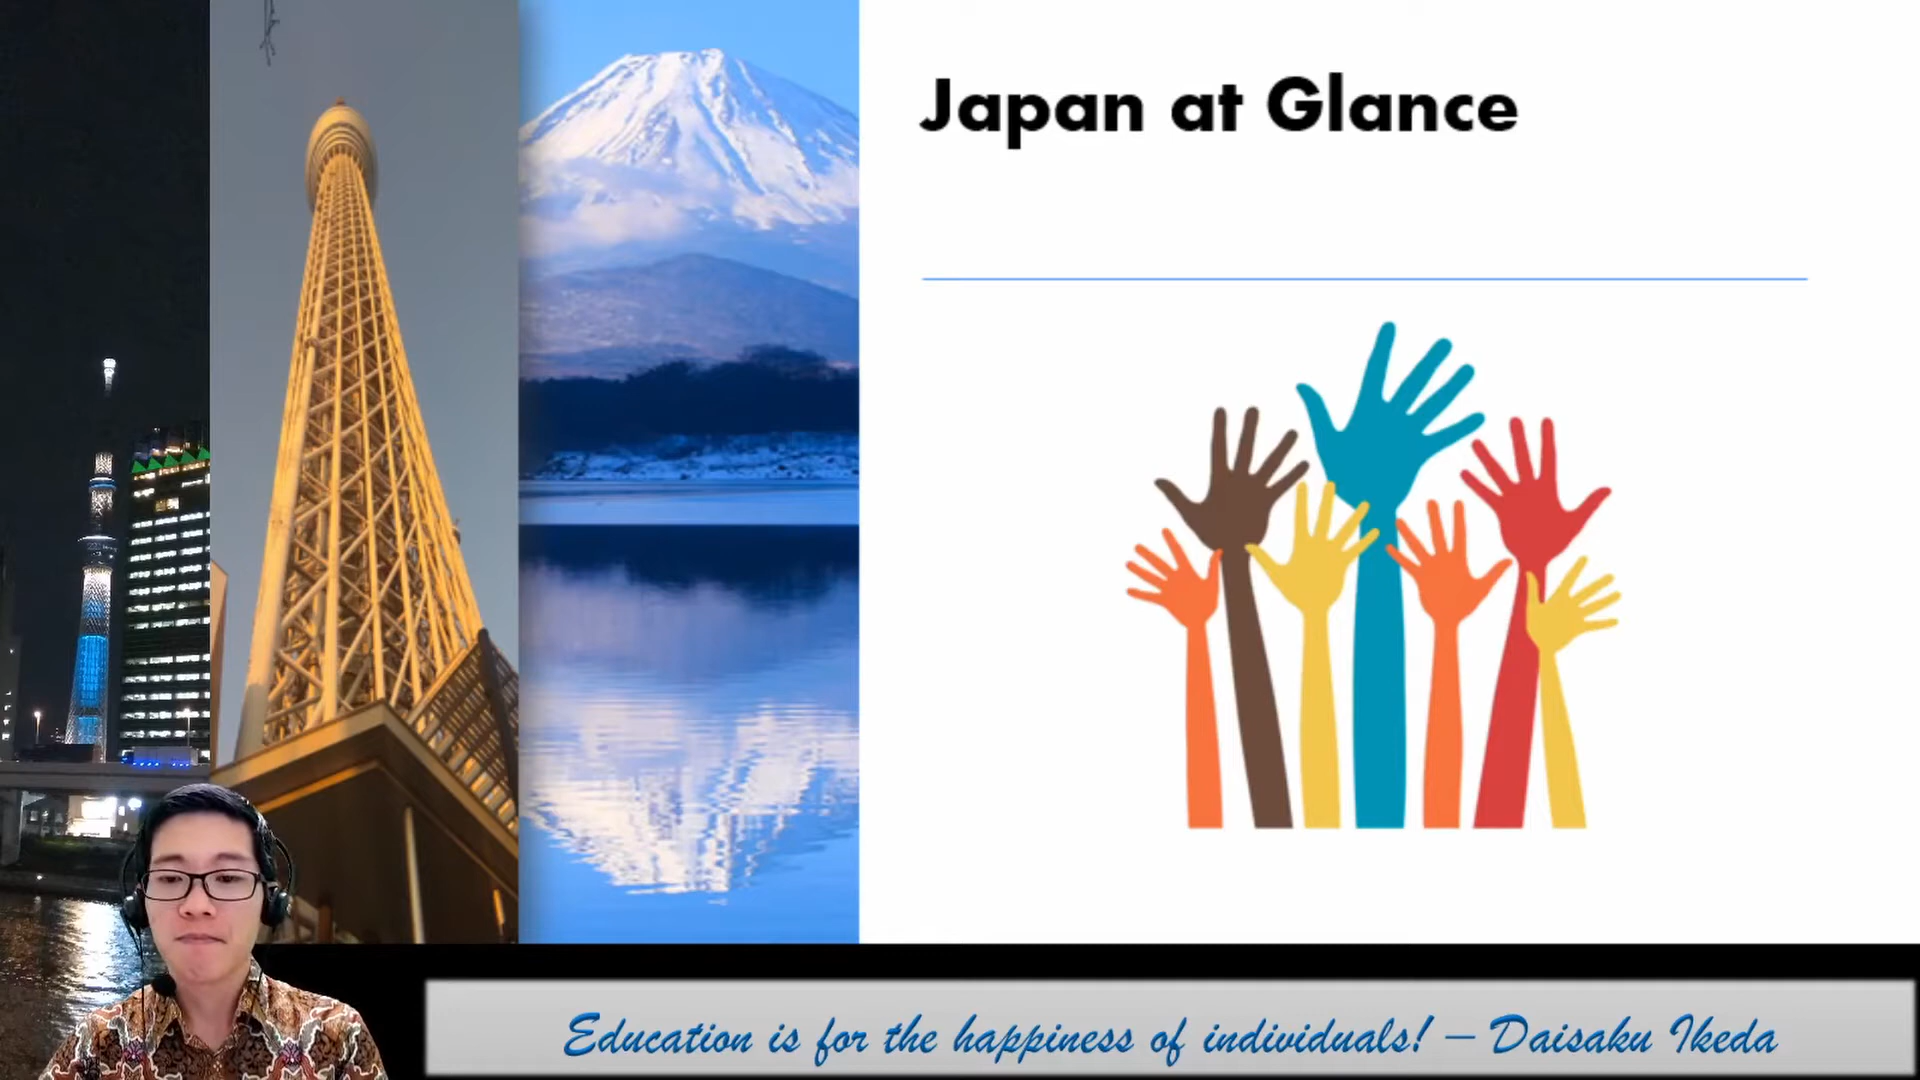 Japan at Glance
Education is for the happiness of individuals! – Daisaku Ikeda